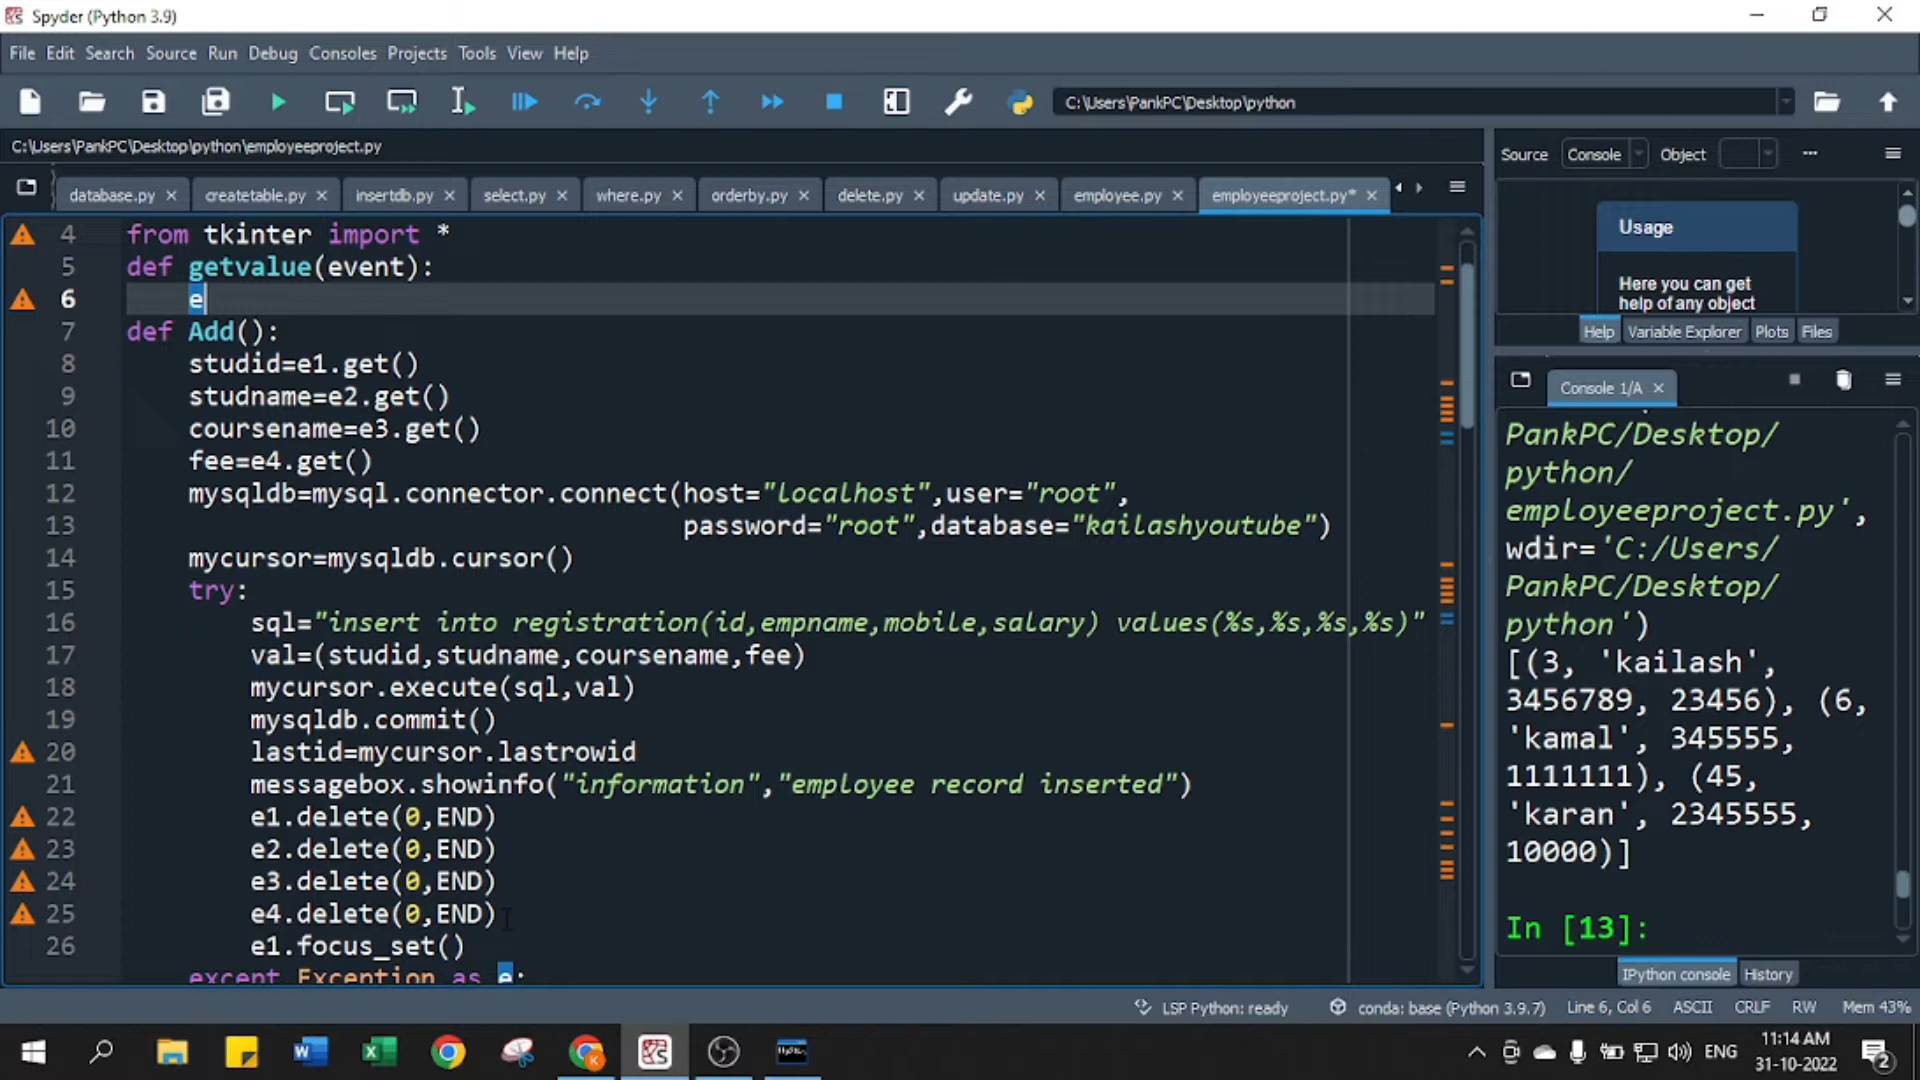 Spyder (Python 3.9)
File Edit Search Source Run Debug Consoles Projects Tools View Help
C:\Users\PankPC\Desktop\python
C:\Users\PankPC\Desktop\python\employeeproject.py
database.py createtable.py insertdb.py select.py where.py orderby.py delete.py update.py employee.py employeeproject.py*
4 from tkinter import *
5 def getvalue(event):
6 e
7 def Add():
8 studid=e1.get()
9 studname=e2.get()
10 coursename=e3.get()
11 fee=e4.get()
12 mysqldb=mysql.connector.connect(host="localhost",user="root",
13 password="root",database="kailashyoutube")
14 mycursor=mysqldb.cursor()
15 try:
16 sql="insert into registration(id,empname,mobile,salary) values(%s,%s,%s,%s)"
17 val=(studid,studname,coursename,fee)
18 mycursor.execute(sql,val)
19 mysqldb.commit()
20 lastid=mycursor.lastrowid
21 messagebox.showinfo("information","employee record inserted")
22 e1.delete(0,END)
23 e2.delete(0,END)
24 e3.delete(0,END)
25 e4.delete(0,END)
26 e1.focus_set()
except Exception as e:
Source Console Object
Usage
Here you can get
help of any object
Help Variable Explorer Plots Files
Console 1/A
PankPC/Desktop/
python/
employeeproject.py',
wdir='C:/Users/
PankPC/Desktop/
python')
[(3, 'kailash',
3456789, 23456), (6,
'kamal', 345555,
1111111), (45,
'karan', 2345555,
10000)]
In [13]:
IPython console History
LSP Python: ready conda: base (Python 3.9.7) Line 6, Col 6 ASCII CRLF RW Mem 43%
ENG
11:14 AM
31-10-2022
2